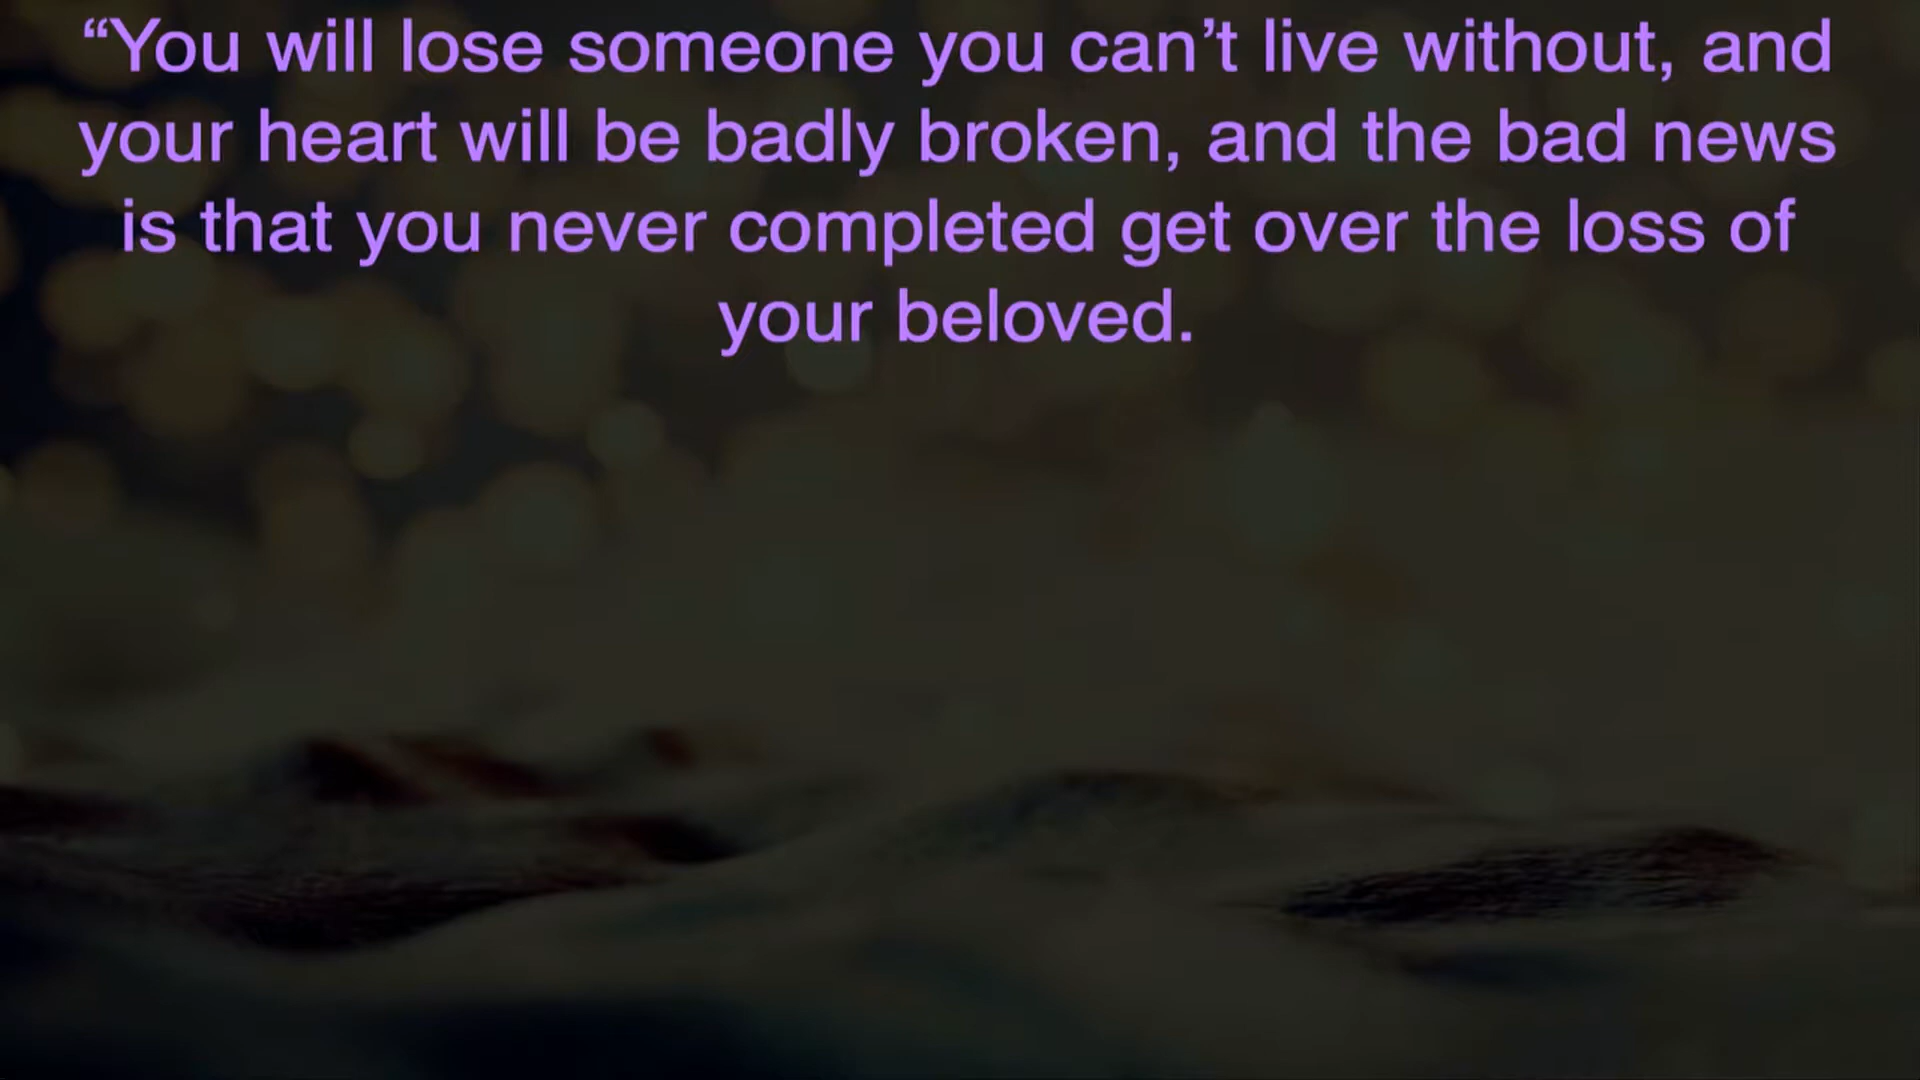 “You will lose someone you can’t live without, and
your heart will be badly broken, and the bad news
is that you never completed get over the loss of
your beloved.